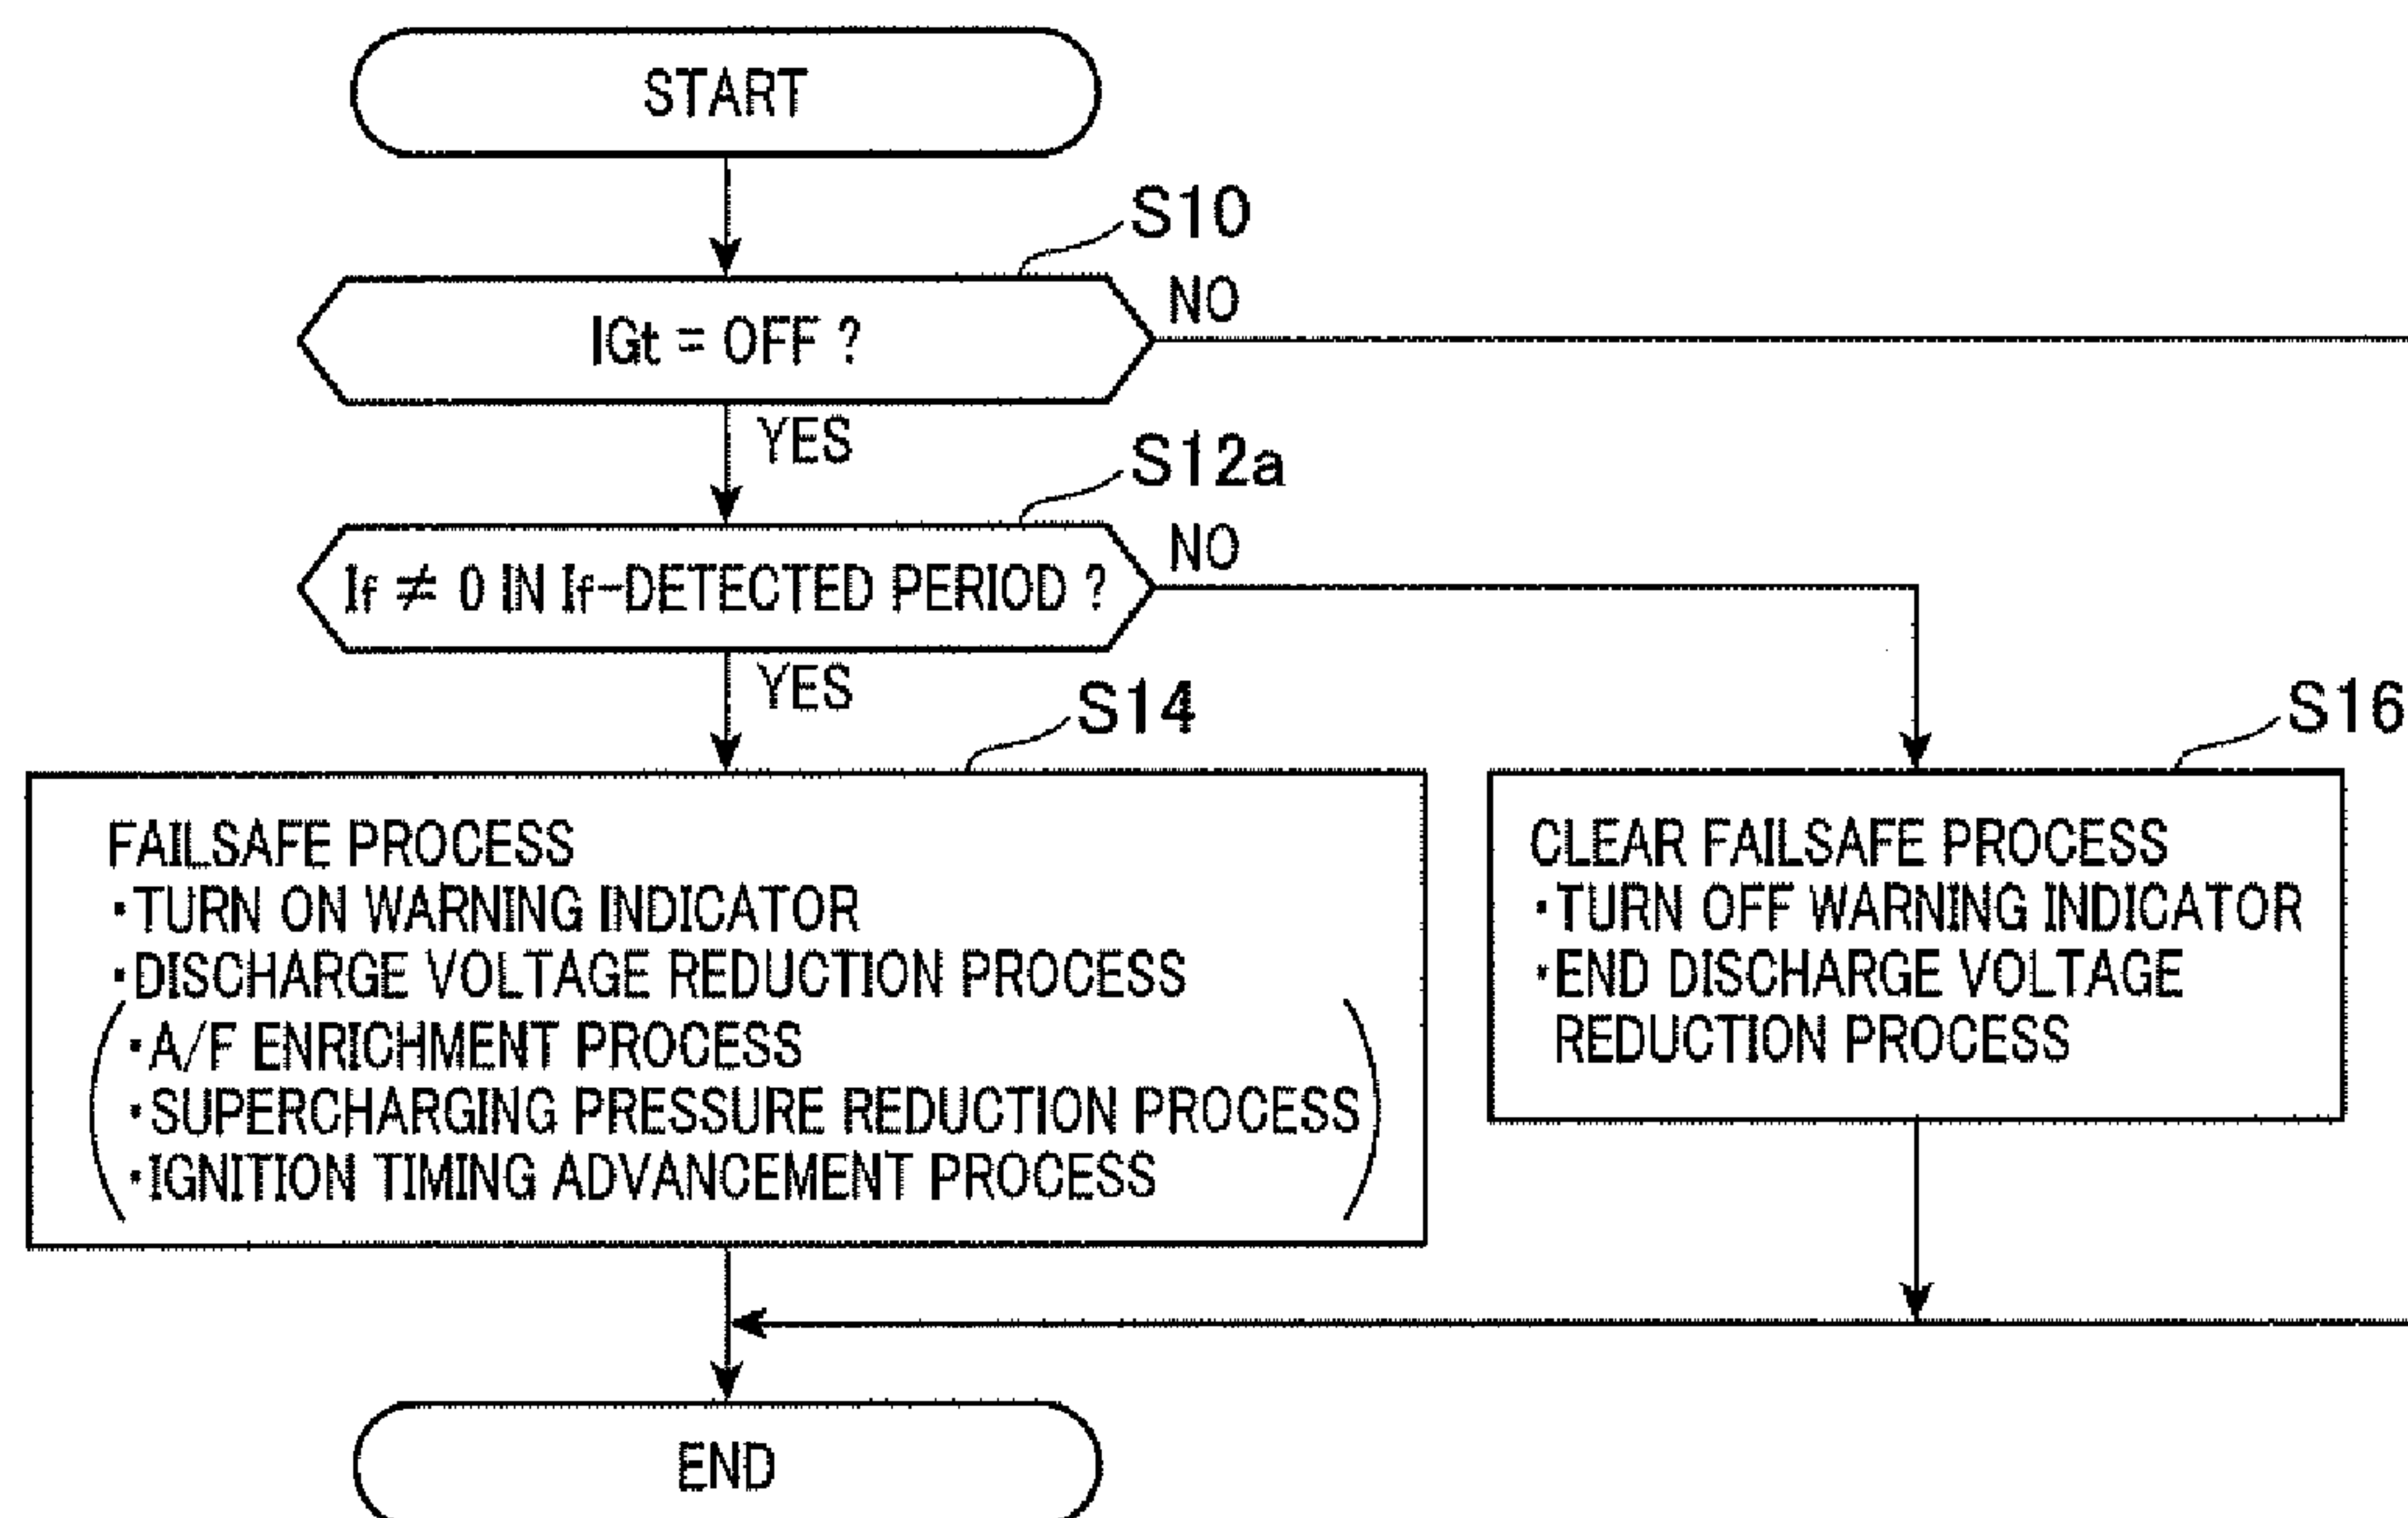 START
S10
IGt = OFF ?
NO
YES
S12a
If ≠ 0 IN If-DETECTED PERIOD ?
NO
YES
S14
FAILSAFE PROCESS
・TURN ON WARNING INDICATOR
・DISCHARGE VOLTAGE REDUCTION PROCESS
・A/F ENRICHMENT PROCESS
・SUPERCHARGING PRESSURE REDUCTION PROCESS
・IGNITION TIMING ADVANCEMENT PROCESS
S16
CLEAR FAILSAFE PROCESS
・TURN OFF WARNING INDICATOR
・END DISCHARGE VOLTAGE
REDUCTION PROCESS
END